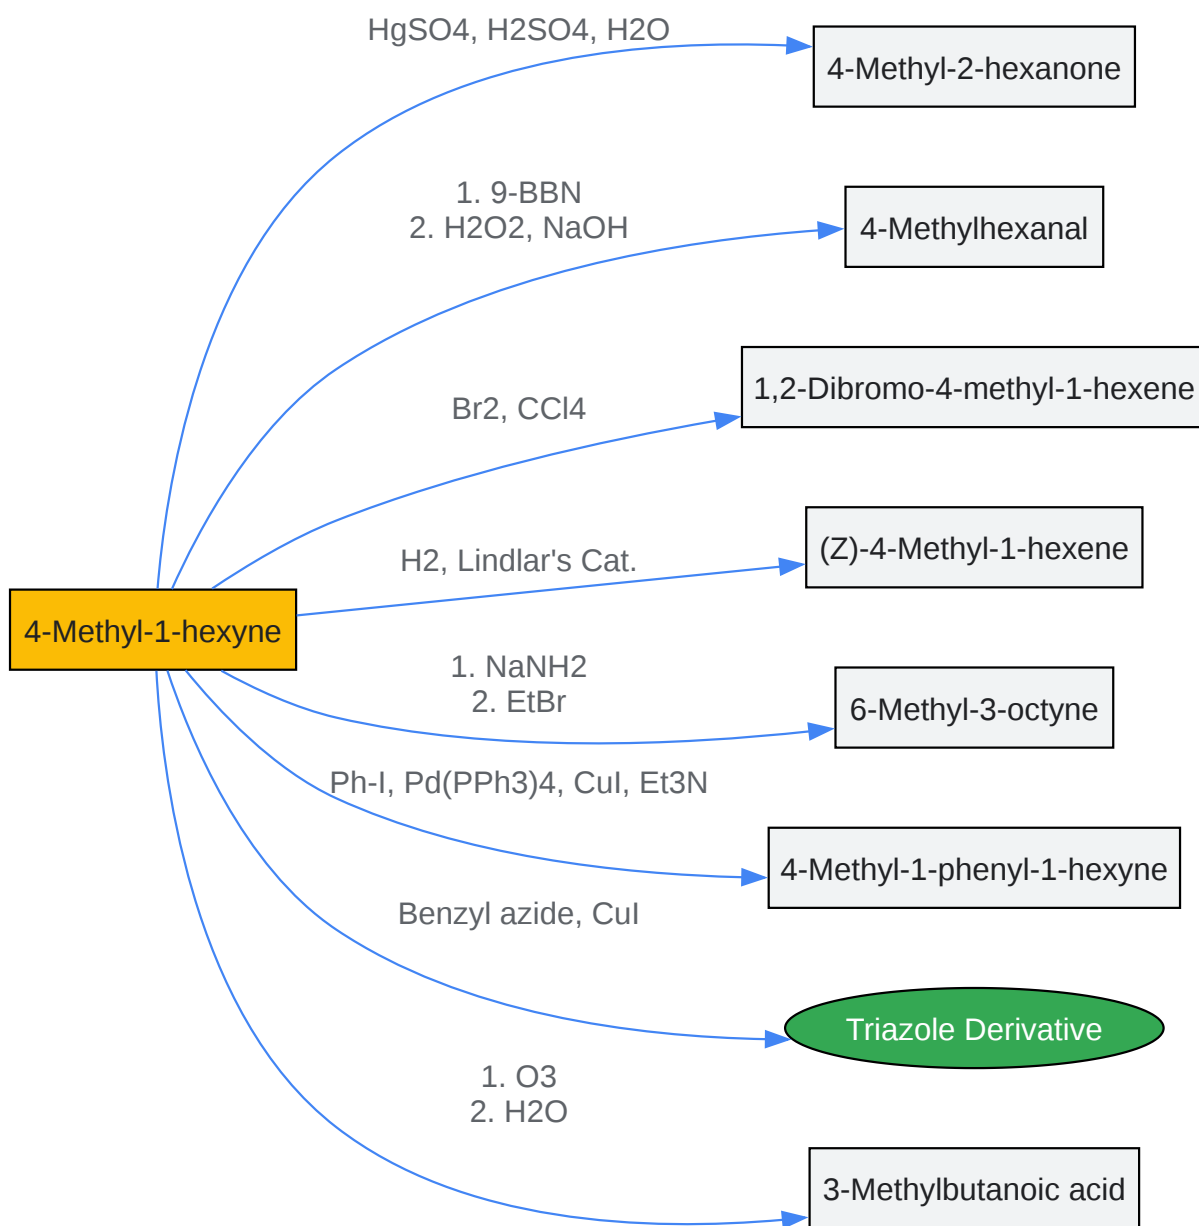 HgSO4, H2SO4, H2O
4-Methyl-2-hexanone
1. 9-BBN
2. H2O2, NaOH
4-Methylhexanal
Br2, CCl4
1,2-Dibromo-4-methyl-1-hexene
H2, Lindlar's Cat.
(Z)-4-Methyl-1-hexene
4-Methyl-1-hexyne
1. NaNH2
2. EtBr
6-Methyl-3-octyne
Ph-I, Pd(PPh3)4, CuI, Et3N
4-Methyl-1-phenyl-1-hexyne
Benzyl azide, CuI
Triazole Derivative
1. O3
2. H2O
3-Methylbutanoic acid